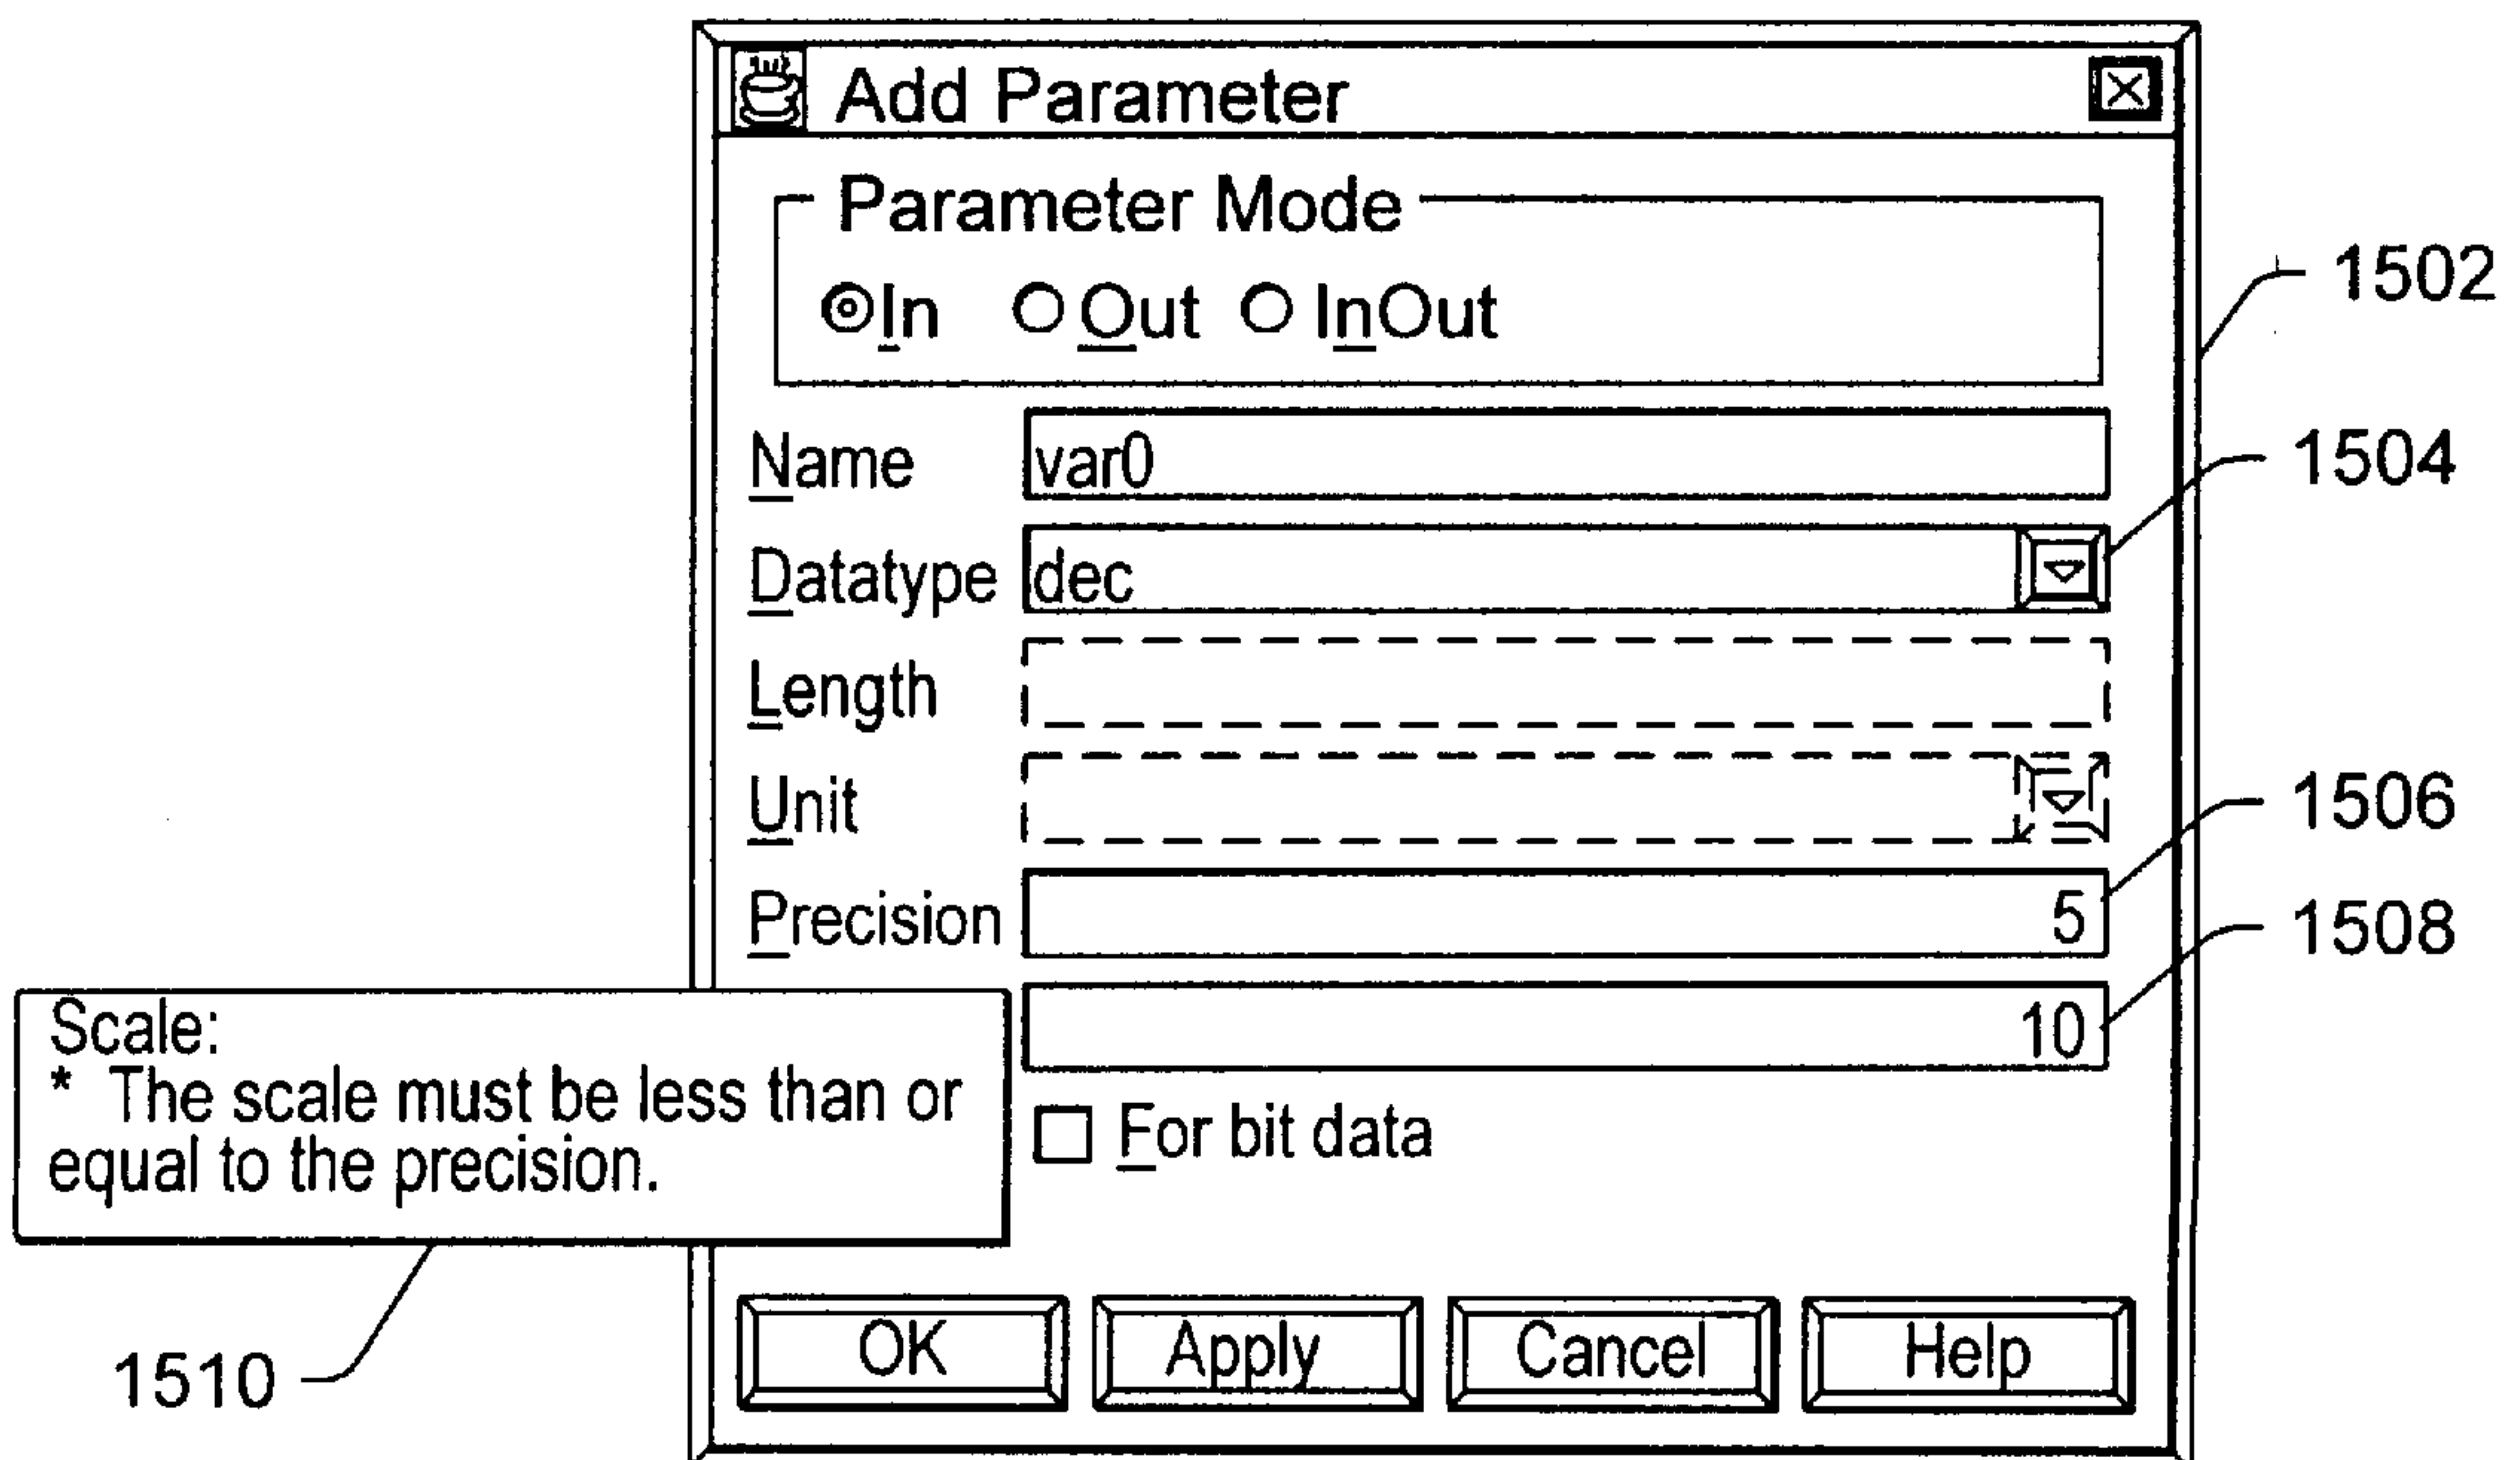 Add Parameter
Parameter Mode
In Out InOut
1502
Name var0
1504
Datatype dec
Length
Unit
1506
Precision 5
1508
10
Scale:
* The scale must be less than or
equal to the precision.
For bit data
OK Apply Cancel Help
1510